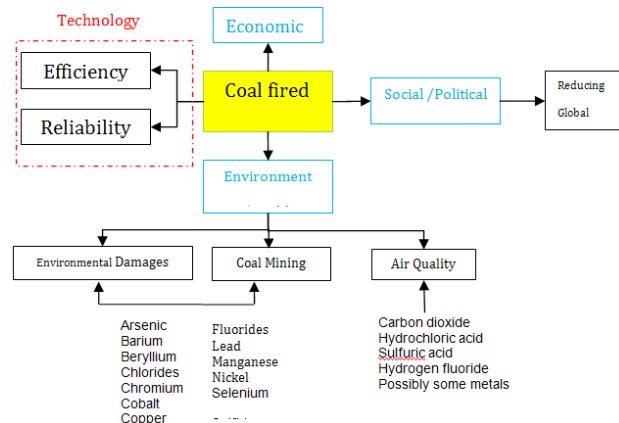 Technology
Economic
Efficiency
Coal fired
Reliability
Social /Political
Reducing
Global
Environment
Environmental Damages
Coal Mining
Air Quality
Arsenic
Barium
Beryllium
Chlorides
Chromium
Cobalt
Copper
Fluorides
Lead
Manganese
Nickel
Selenium
Carbon dioxide
Hydrochloric acid
Sulfuric acid
Hydrogen fluoride
Possibly some metals